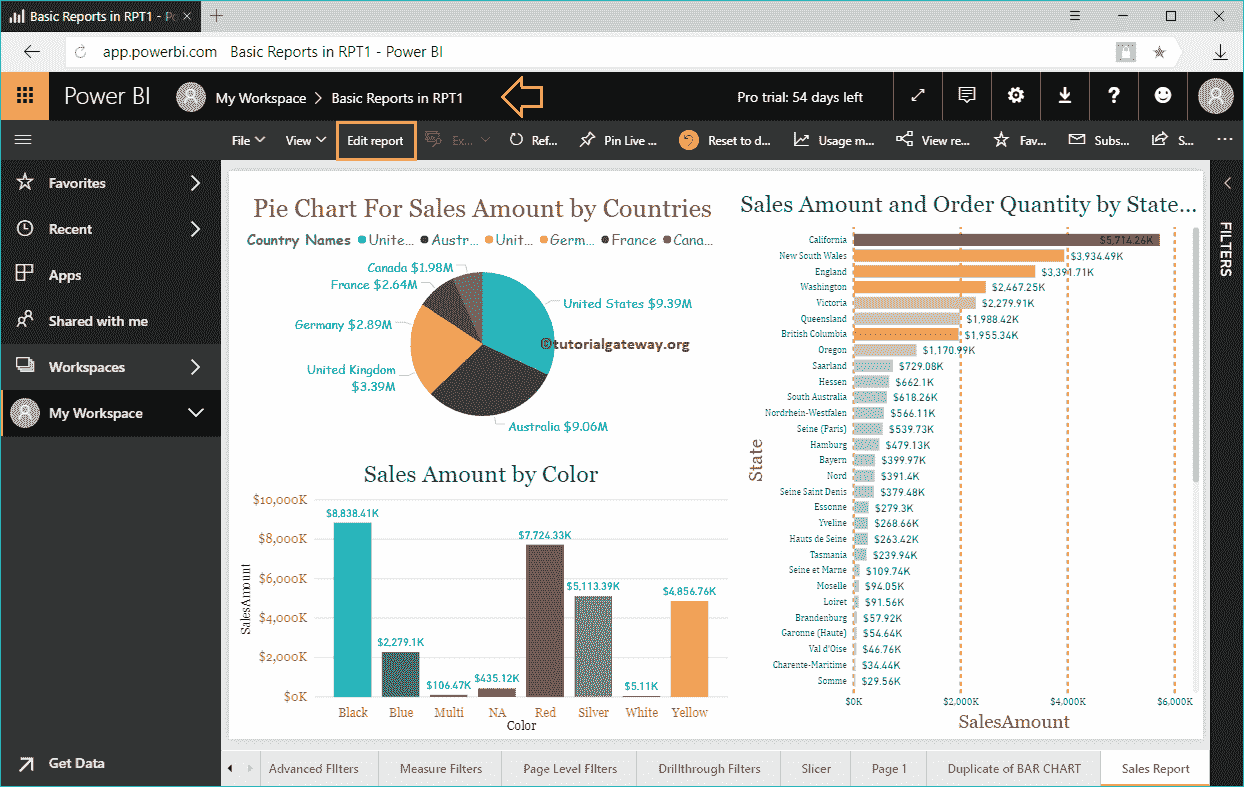 Basic Reports in RPT1 - Po
app.powerbi.com Basic Reports in RPT1 - Power BI
Power BI My Workspace > Basic Reports in RPT1 Pro trial: 54 days left
File View Edit report Ex... Ref... Pin Live ... Reset to d... Usage m... View re... Fav... Subs... S... ...
Favorites
Recent
Apps
Shared with me
Workspaces
My Workspace
Get Data
Pie Chart For Sales Amount by Countries
Country Names Unite... Austr... Unit... Germ... France Cana...
Canada $1.98M
France $2.64M
United States $9.39M
Germany $2.89M
©tutorialgateway.org
United Kingdom
$3.39M
Australia $9.06M
Sales Amount by Color
SalesAmount
$10,000K
$8,000K
$6,000K
$4,000K
$2,000K
$0K
$8,838.41K
$2,279.1K
$106.47K
$435.12K
$7,724.33K
$5,113.39K
$5.11K
$4,856.76K
Black Blue Multi NA Red Silver White Yellow
Color
Sales Amount and Order Quantity by State...
State
California $5,714.26K
New South Wales $3,934.49K
England $3,391.71K
Washington $2,467.25K
Victoria $2,279.91K
Queensland $1,988.42K
British Columbia $1,955.34K
Oregon $1,170.99K
Saarland $729.08K
Hessen $662.1K
South Australia $618.26K
Nordrhein-Westfalen $566.11K
Seine (Paris) $539.73K
Hamburg $479.13K
Bayern $399.97K
Nord $391.4K
Seine Saint Denis $379.48K
Essonne $279.3K
Yveline $268.66K
Hauts de Seine $263.42K
Tasmania $239.94K
Seine et Marne $109.74K
Moselle $94.05K
Loiret $91.56K
Brandenburg $57.92K
Garonne (Haute) $54.64K
Val d'Oise $46.76K
Charente-Maritime $34.44K
Somme $29.56K
$0K $2,000K $4,000K $6,000K
SalesAmount
FILTERS
Advanced FIlters Measure Filters Page Level FIlters Drillthrough Filters Slicer Page 1 Duplicate of BAR CHART Sales Report